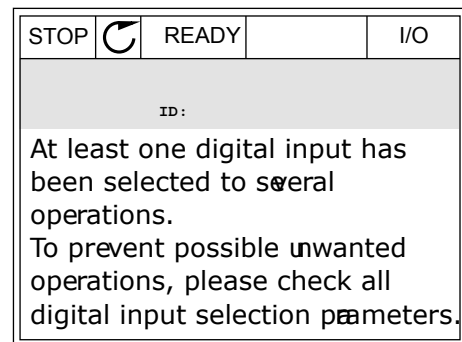 STOP READY I/O
ID:
At least one digital input has
been selected to several
operations.
To prevent possible unwanted
operations, please check all
digital input selection parameters.